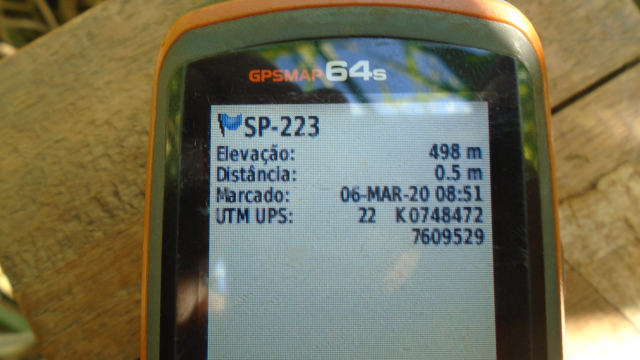 GPSMAP 64s
SP-223
Elevação: 498 m
Distância: 0.5 m
Marcado: 06-MAR-20 08:51
UTM UPS: 22 K 0748472
7609529